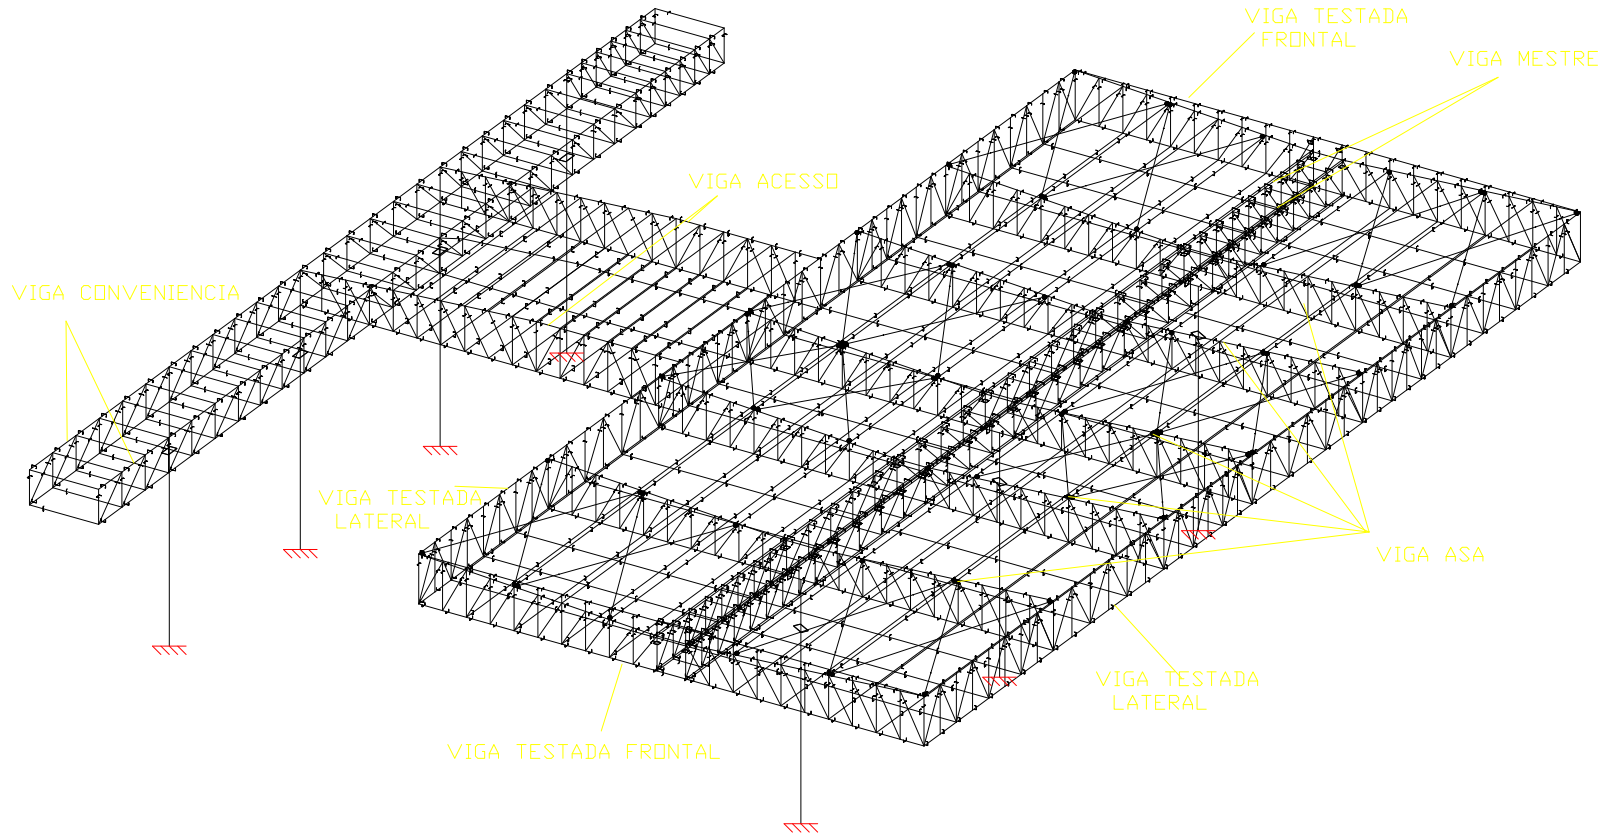 VIGA TESTADA
FRONTAL
VIGA MESTRE
VIGA ACESSO
VIGA CONVENIENCIA
VIGA TESTADA
LATERAL
VIGA ASA
VIGA TESTADA
LATERAL
VIGA TESTADA FRONTAL